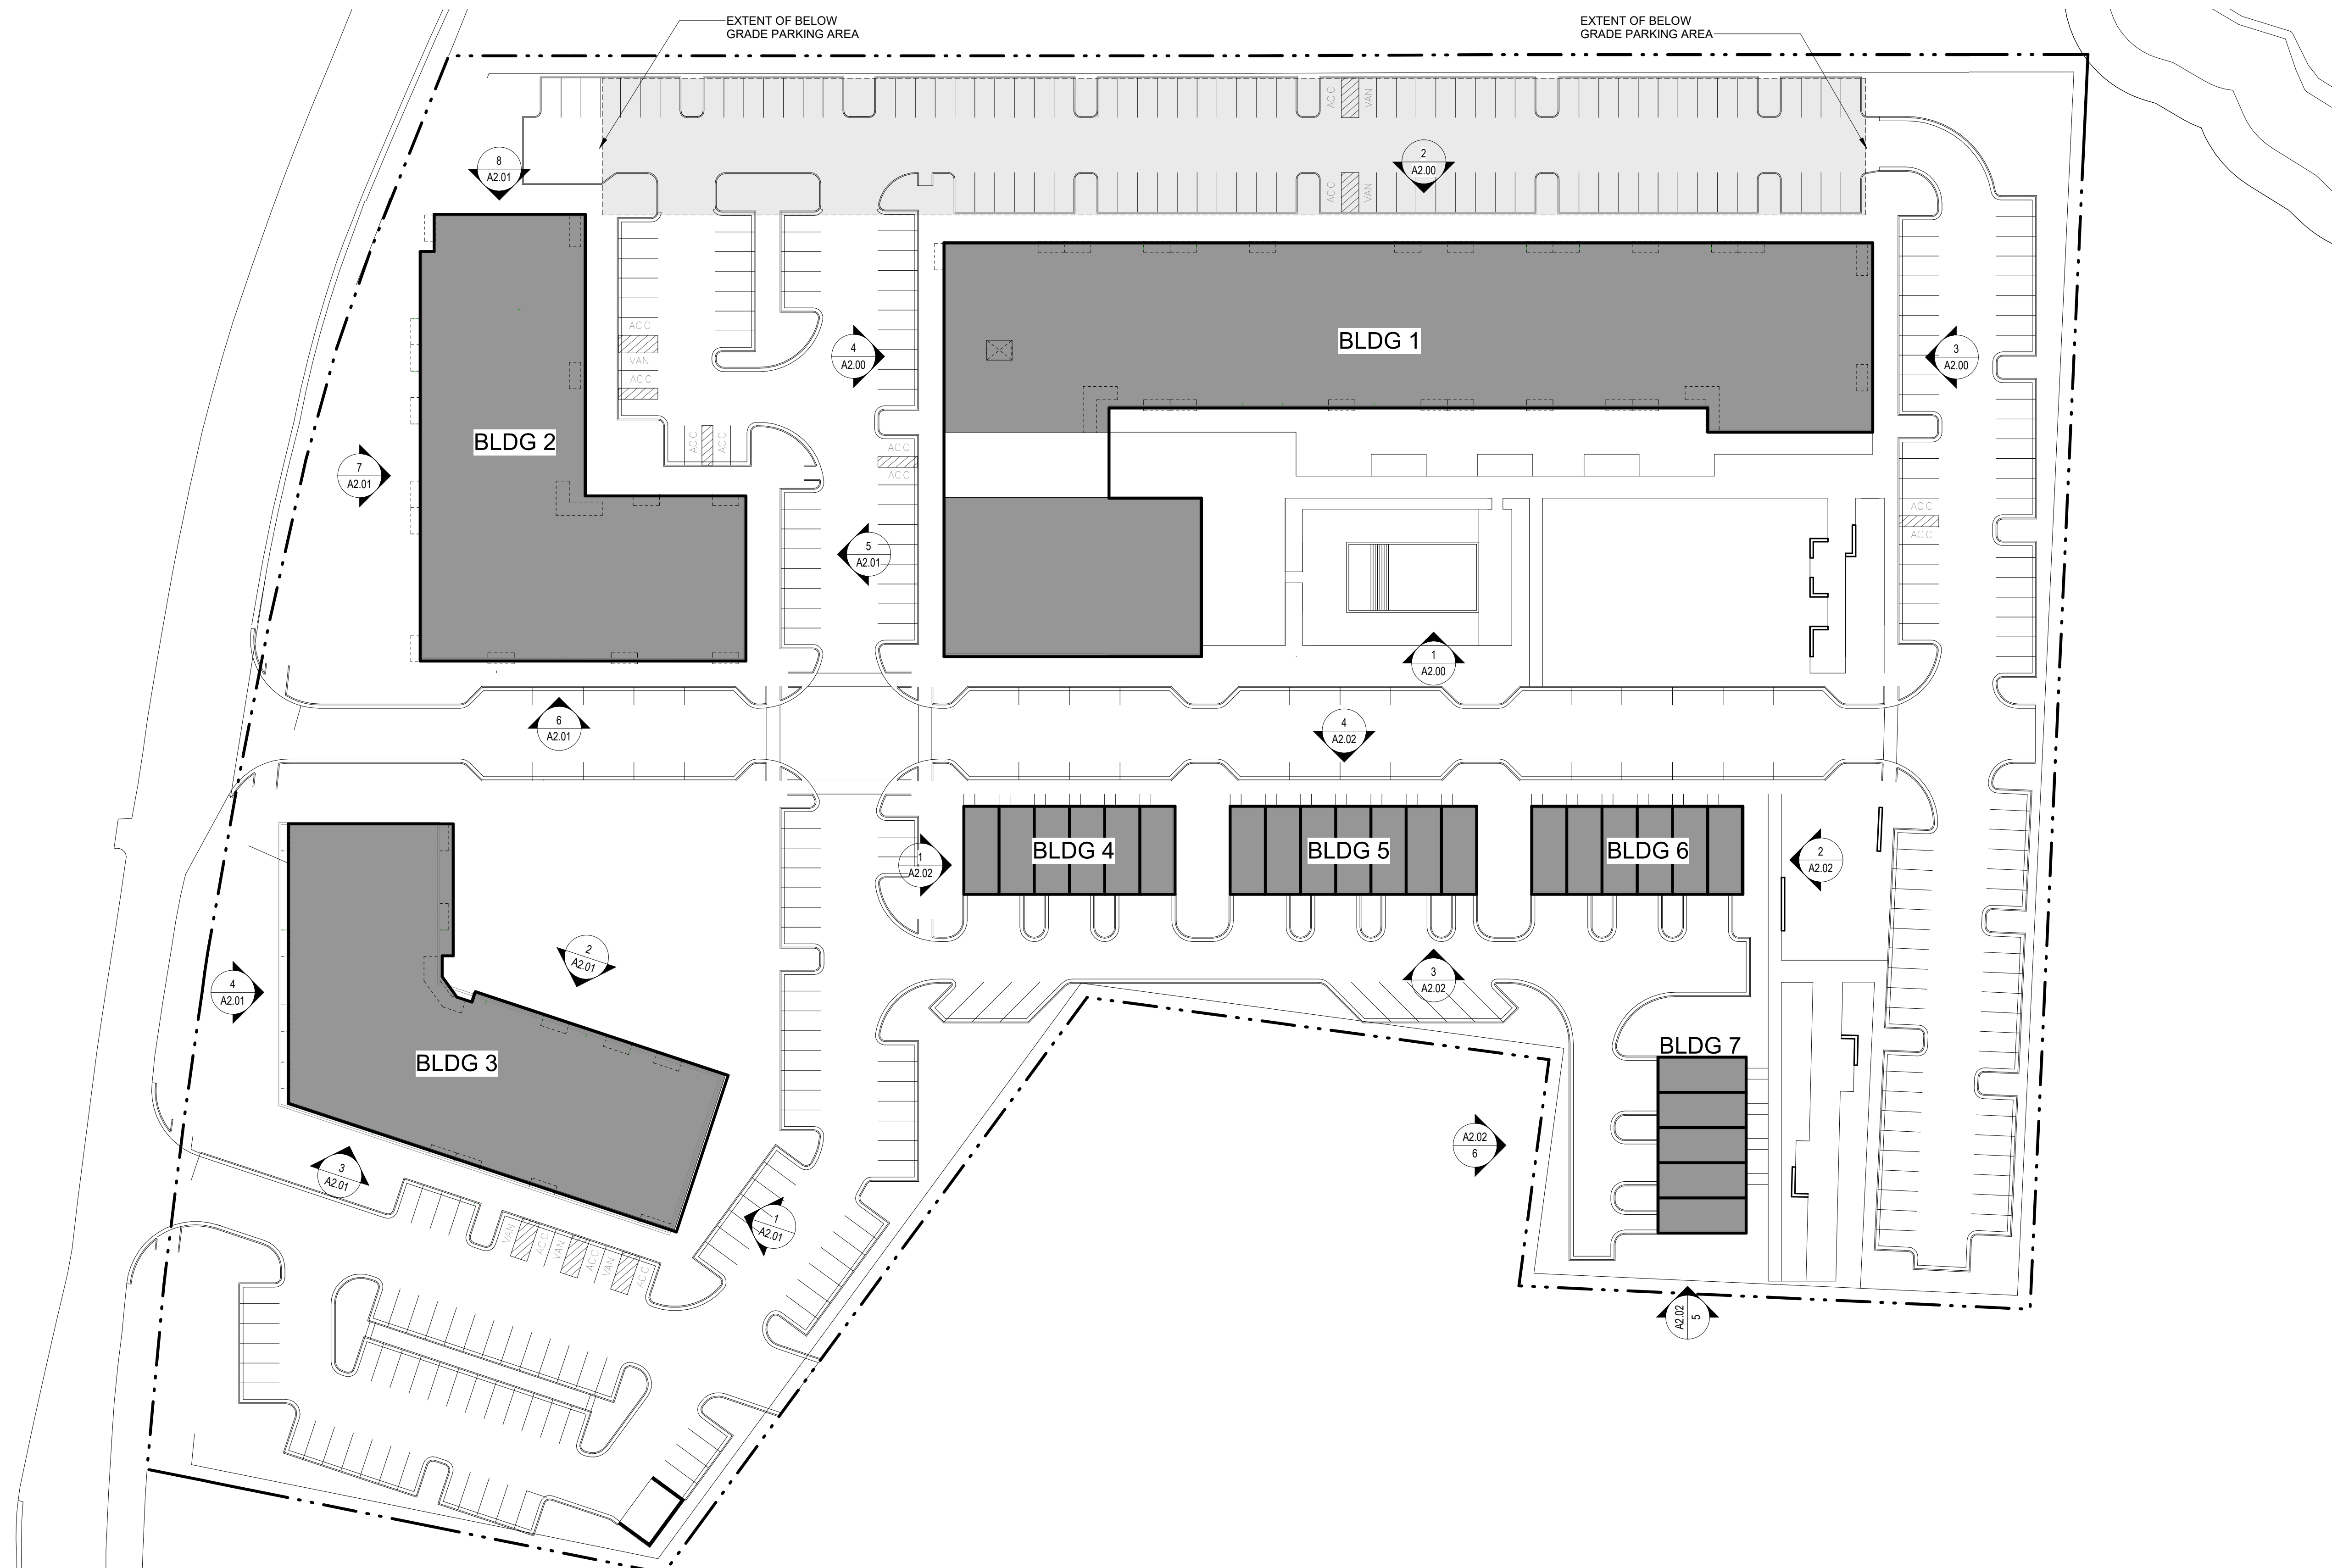 EXTENT OF BELOW
GRADE PARKING AREA
EXTENT OF BELOW
GRADE PARKING AREA
ACC
VAN
8
A2.01
2
A2.00
ACC
VAN
ACC
VAN
ACC
4
A2.00
BLDG 1
3
A2.00
BLDG 2
ACC
ACC
ACC
ACC
7
A2.01
ACC
ACC
5
A2.01
1
A2.00
6
A2.01
4
A2.02
1
A2.02
BLDG 4
BLDG 5
BLDG 6
2
A2.02
2
A2.01
4
A2.01
3
A2.02
BLDG 3
BLDG 7
A2.02
6
3
A2.01
1
A2.01
VAN
ACC
VAN
ACC
VAN
ACC
A2.02
5